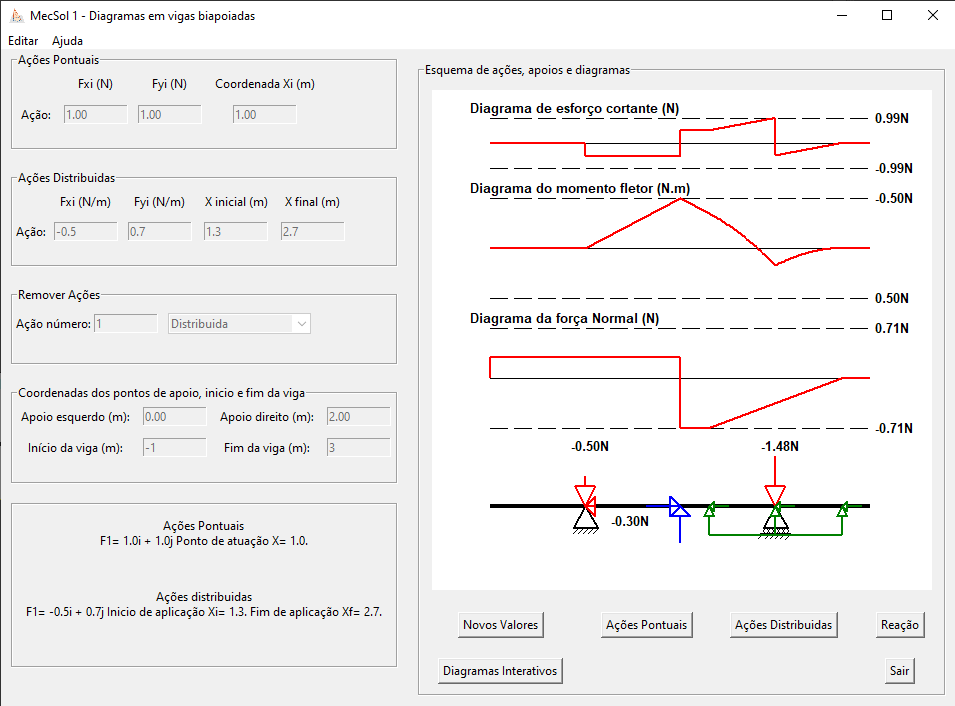 MecSol 1 - Diagramas em vigas biapoiadas
Editar Ajuda
Ações Pontuais
Fxi (N) Fyi (N) Coordenada Xi (m)
Ação: 1.00 1.00 1.00
Ações Distribuidas
Fxi (N/m) Fyi (N/m) X inicial (m) X final (m)
Ação: -0.5 0.7 1.3 2.7
Remover Ações
Ação número: 1 Distribuida
Coordenadas dos pontos de apoio, inicio e fim da viga
Apoio esquerdo (m): 0.00 Apoio direito (m): 2.00
Início da viga (m): -1 Fim da viga (m): 3
Ações Pontuais
F1= 1.0i + 1.0j Ponto de atuação X= 1.0.
Ações distribuidas
F1= -0.5i + 0.7j Inicio de aplicação Xi= 1.3. Fim de aplicação Xf= 2.7.
Esquema de ações, apoios e diagramas
Diagrama de esforço cortante (N)
0.99N
-0.99N
Diagrama do momento fletor (N.m)
-0.50N
0.50N
Diagrama da força Normal (N)
0.71N
-0.71N
-0.50N -1.48N
-0.30N
Novos Valores Ações Pontuais Ações Distribuidas Reação
Diagramas Interativos Sair